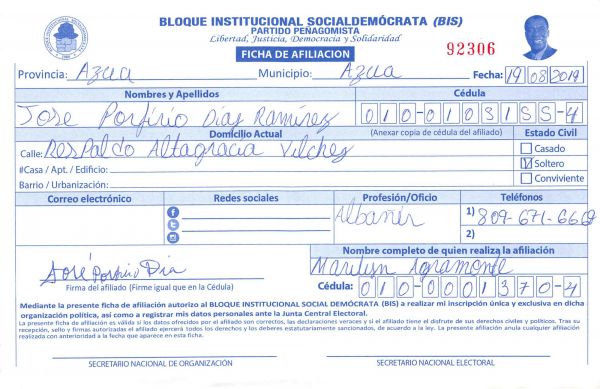 BLOQUE INSTITUCIONAL SOCIALDEMÓCRATA (BIS)
PARTIDO PEÑAGOMISTA
Libertad, Justicia, Democracia y Solidaridad
FICHA DE AFILIACION
92306
Provincia: Azua Municipio: Azua Fecha: 19/08/2019
Nombres y Apellidos Cédula
Jose Porfirio Dias Ramirez 010-0103155-4
Domicilio Actual (Anexar copia de cédula del afiliado) Estado Civil
Calle: Respaldo Altagracia Vilches Casado
#Casa / Apt. / Edificio: Soltero
Barrio / Urbanización: Conviviente
Correo electrónico Redes sociales Profesión/Oficio Teléfonos
Albanir 1) 809-671-6669
2)
Nombre completo de quien realiza la afiliación
José Porfirio Dia Marilyn Agramonte
Firma del afiliado (Firme igual que en la Cédula) Cédula: 010-0001370-4
Mediante la presente ficha de afiliación autorizo al BLOQUE INSTITUCIONAL SOCIAL DEMÓCRATA (BIS) a realizar mi inscripción única y exclusiva en dicha
organización política, así como a registrar mis datos personales ante la Junta Central Electoral.
La presente ficha de afiliación es válida si los datos ofrecidos por el afiliado son correctos, las declaraciones veraces y si el afiliado tiene el disfrute de sus derechos civiles y políticos. Tras su
recepción, sello y firmas autorizadas el afiliado ejercerá todos los derechos y los deberes estatutariamente sancionados, de acuerdo a la ley. La presente afiliación anula cualquier afiliación
realizada con anterioridad a la fecha que aparece en esta ficha.
SECRETARIO NACIONAL DE ORGANIZACIÓN SECRETARIO NACIONAL ELECTORAL